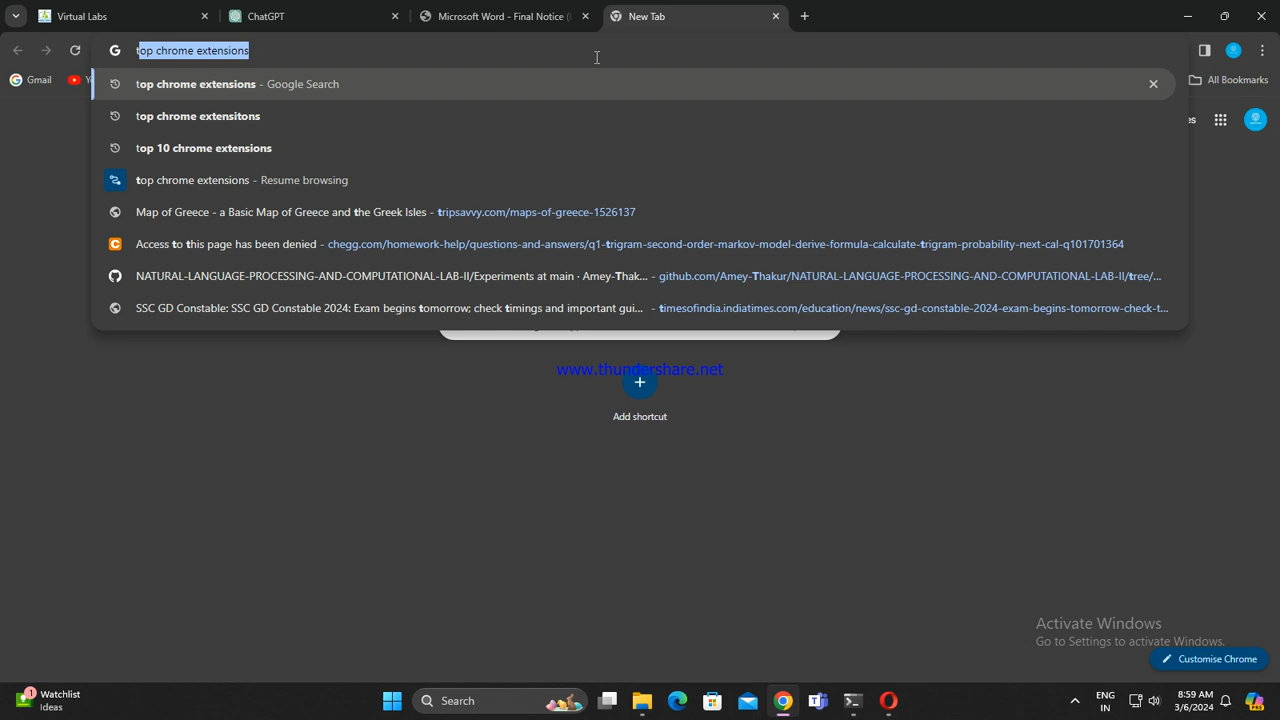 Virtual Labs
ChatGPT
Microsoft Word - Final Notice (
New Tab
top chrome extensions
Gmail
All Bookmarks
top chrome extensions - Google Search
top chrome extensitons
top 10 chrome extensions
top chrome extensions - Resume browsing
Map of Greece - a Basic Map of Greece and the Greek Isles - tripsavvy.com/maps-of-greece-1526137
Access to this page has been denied - chegg.com/homework-help/questions-and-answers/q1-trigram-second-order-markov-model-derive-formula-calculate-trigram-probability-next-cal-q101701364
NATURAL-LANGUAGE-PROCESSING-AND-COMPUTATIONAL-LAB-II/Experiments at main · Amey-Thak... - github.com/Amey-Thakur/NATURAL-LANGUAGE-PROCESSING-AND-COMPUTATIONAL-LAB-II/tree/...
SSC GD Constable: SSC GD Constable 2024: Exam begins tomorrow; check timings and important gui... - timesofindia.indiatimes.com/education/news/ssc-gd-constable-2024-exam-begins-tomorrow-check-t...
www.thundershare.net
Add shortcut
Activate Windows
Go to Settings to activate Windows.
Customise Chrome
1
Watchlist
Ideas
Search
ENG
IN
8:59 AM
3/6/2024
PRE